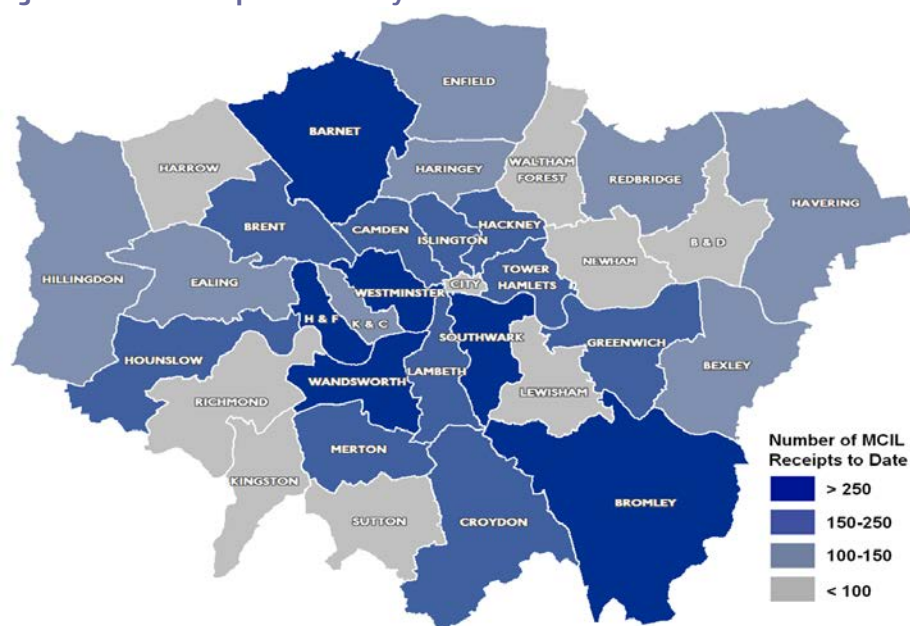 ENFIELD
BARNET
HARROW
HARINGEY
WALTHAM
FOREST
REDBRIDGE
HAVERING
BRENT
CAMDEN
ISLINGTON
HACKNEY
B & D
HILLINGDON
EALING
WESTMINSTER
CITY
TOWER
HAMLETS
NEWHAM
H & F
K & C
SOUTHWARK
GREENWICH
HOUNSLOW
WANDSWORTH
LAMBETH
LEWISHAM
BEXLEY
RICHMOND
MERTON
KINGSTON
SUTTON
CROYDON
BROMLEY
Number of MCIL
Receipts to Date
> 250
150-250
100-150
< 100